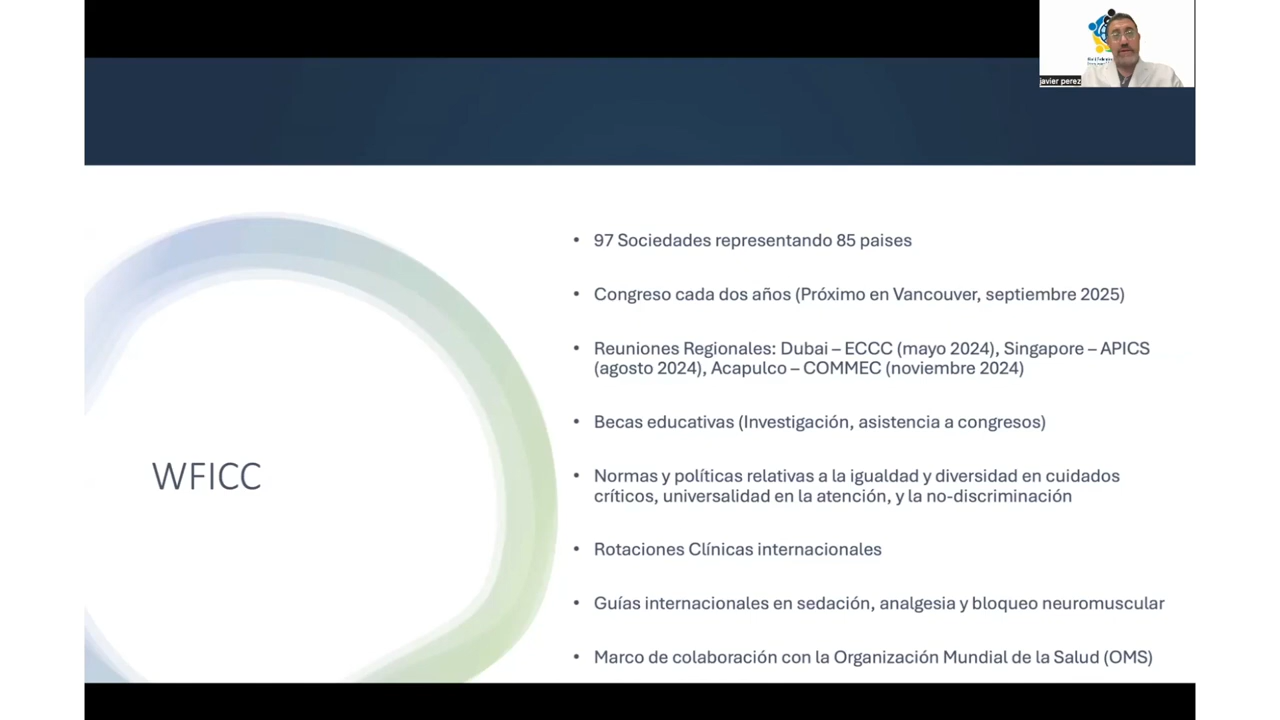 javier perez
97 Sociedades representando 85 paises
Congreso cada dos años (Próximo en Vancouver, septiembre 2025)
Reuniones Regionales: Dubai – ECCC (mayo 2024), Singapore – APICS
(agosto 2024), Acapulco – COMMEC (noviembre 2024)
Becas educativas (Investigación, asistencia a congresos)
WFICC
Normas y políticas relativas a la igualdad y diversidad en cuidados
críticos, universalidad en la atención, y la no-discriminación
Rotaciones Clínicas internacionales
Guías internacionales en sedación, analgesia y bloqueo neuromuscular
Marco de colaboración con la Organización Mundial de la Salud (OMS)